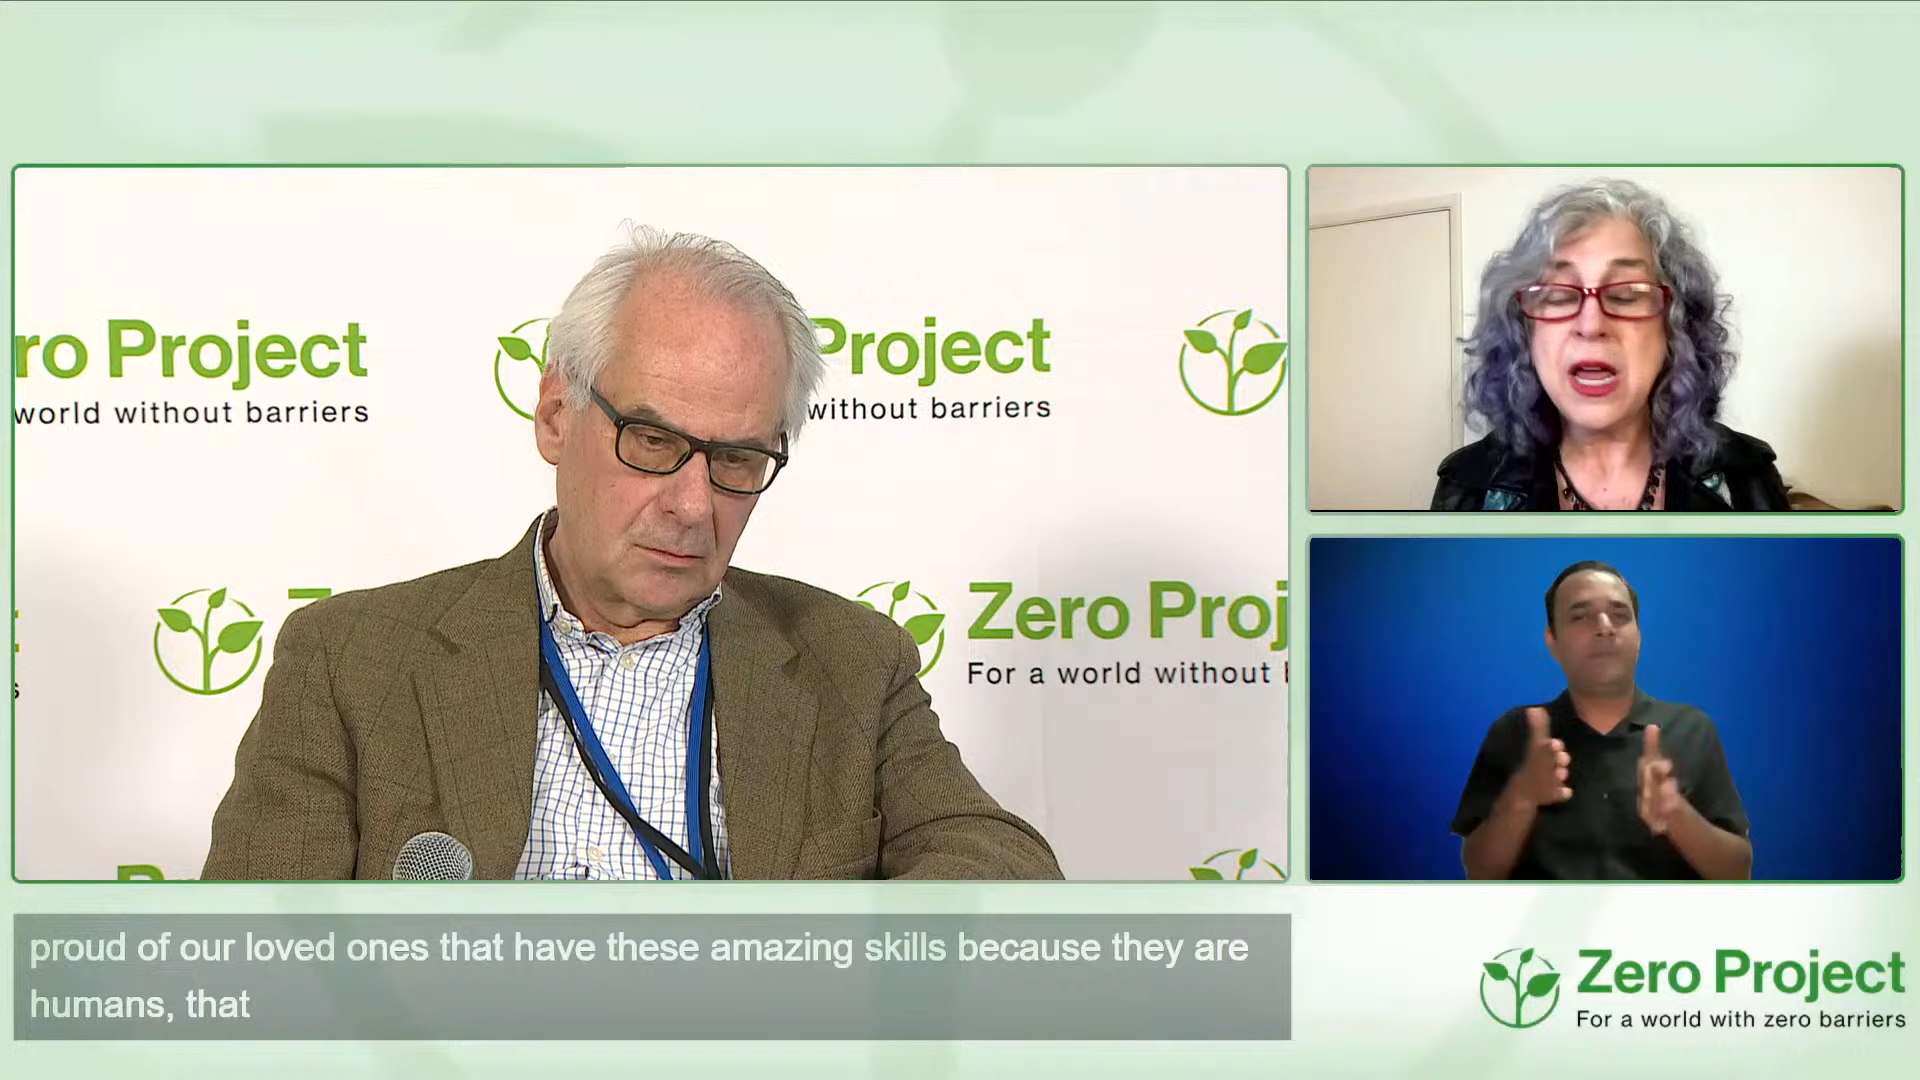 ro Project
world without barriers
Project
without barriers
Zero Proj
For a world without
proud of our loved ones that have these amazing skills because they are
humans, that
Zero Project
For a world with zero barriers